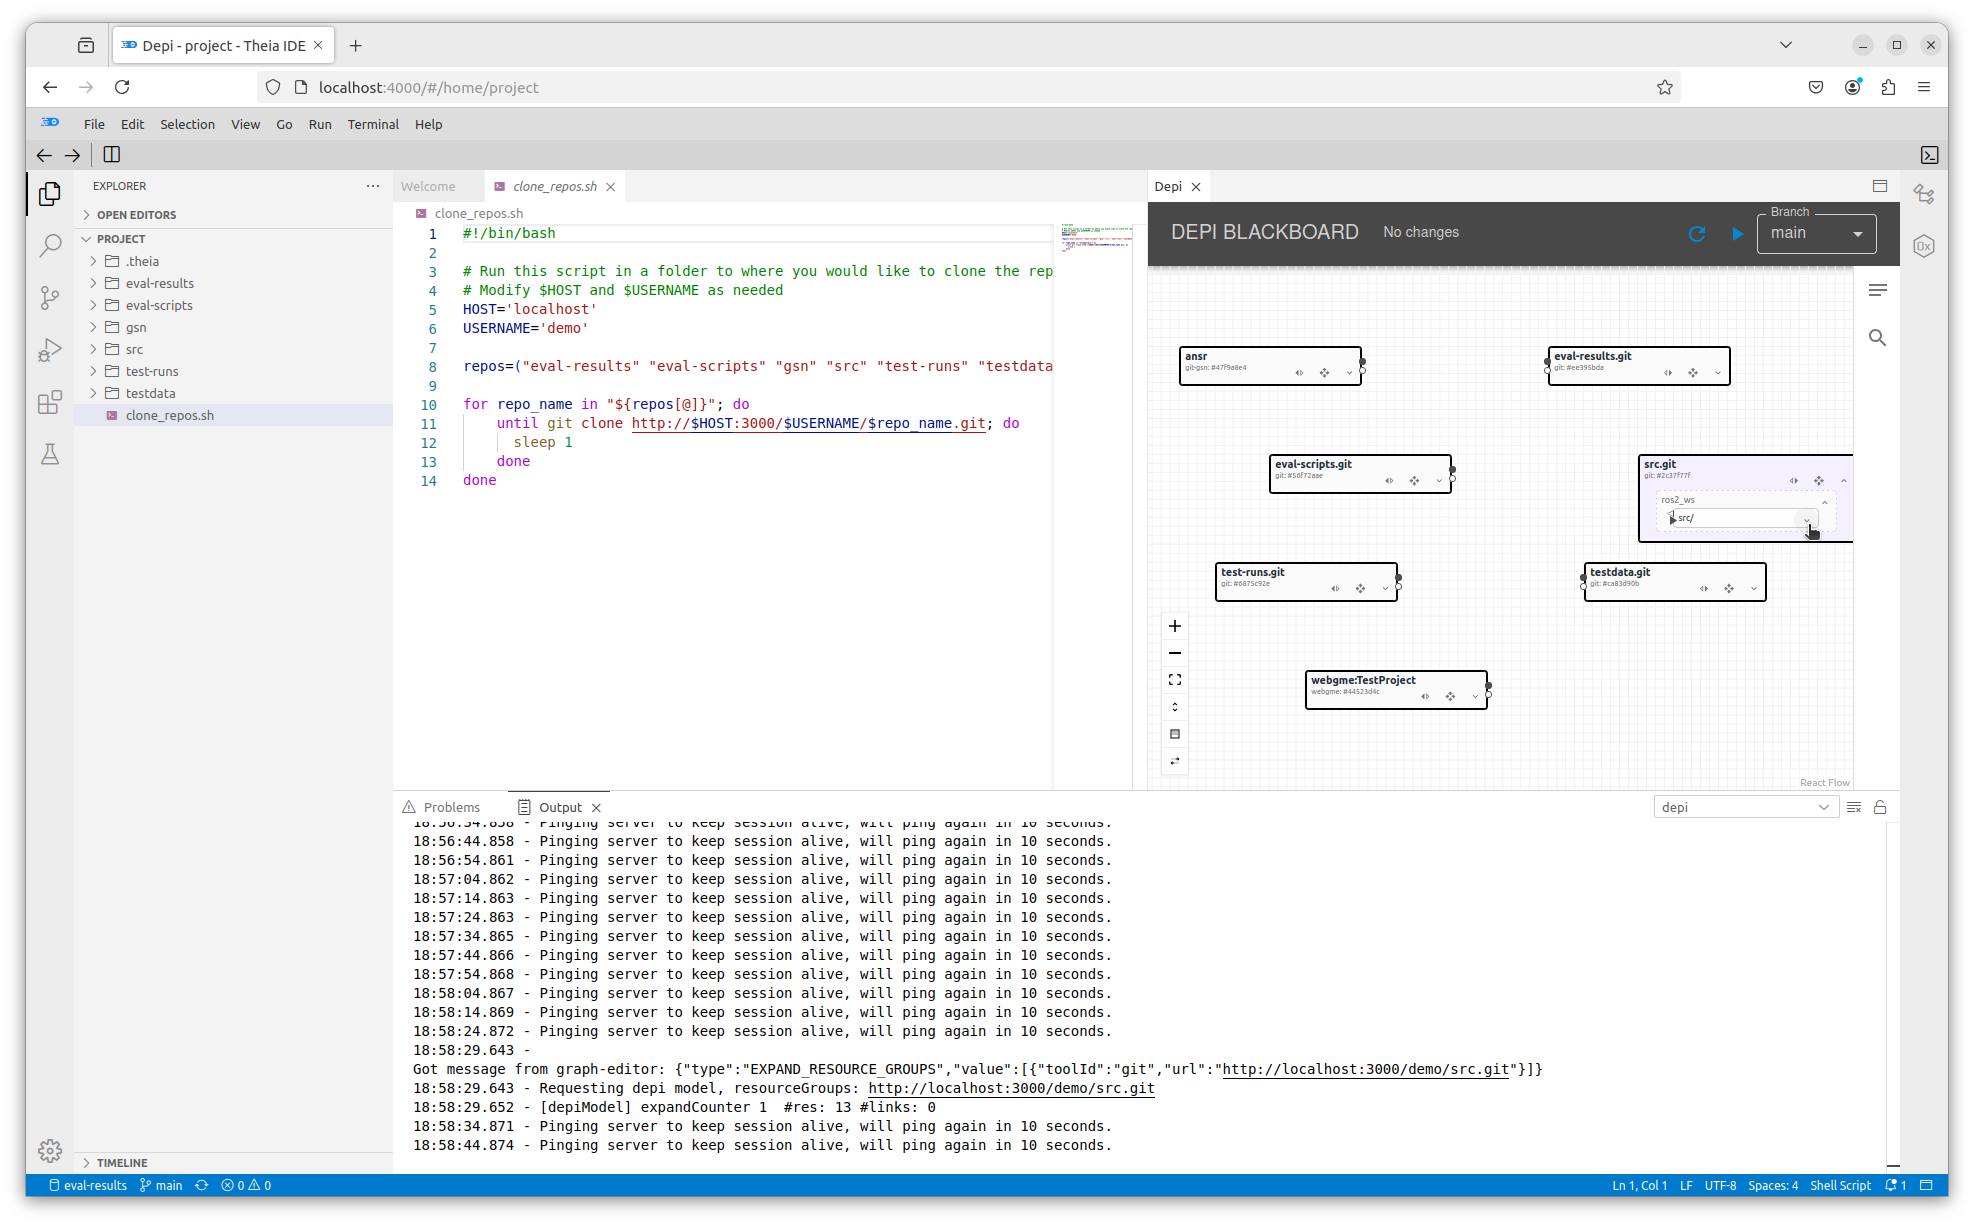 Depi - project - Theia IDE
localhost:4000/#/home/project
File Edit Selection View Go Run Terminal Help
EXPLORER
OPEN EDITORS
PROJECT
.theia
eval-results
eval-scripts
gsn
src
test-runs
testdata
clone_repos.sh
TIMELINE
Welcome
clone_repos.sh
clone_repos.sh
1 #!/bin/bash
2
3 # Run this script in a folder to where you would like to clone the rep
4 # Modify $HOST and $USERNAME as needed
5 HOST='localhost'
6 USERNAME='demo'
7
8 repos=("eval-results" "eval-scripts" "gsn" "src" "test-runs" "testdata
9
10 for repo_name in "${repos[@]}"; do
11 until git clone http://$HOST:3000/$USERNAME/$repo_name.git; do
12 sleep 1
13 done
14 done
Depi
DEPI BLACKBOARD No changes
Branch
main
ansr
git-gsn: #47f9a8e4
eval-results.git
git: #ee395bda
eval-scripts.git
git: #56f72aae
src.git
git: #2c37f77f
ros2_ws
src/
test-runs.git
git: #6875c92e
testdata.git
git: #ca83d90b
webgme:TestProject
webgme: #44523d4c
React Flow
Problems
Output
depi
18:56:34.858 - Pinging server to keep session alive, will ping again in 10 seconds.
18:56:44.858 - Pinging server to keep session alive, will ping again in 10 seconds.
18:56:54.861 - Pinging server to keep session alive, will ping again in 10 seconds.
18:57:04.862 - Pinging server to keep session alive, will ping again in 10 seconds.
18:57:14.863 - Pinging server to keep session alive, will ping again in 10 seconds.
18:57:24.863 - Pinging server to keep session alive, will ping again in 10 seconds.
18:57:34.865 - Pinging server to keep session alive, will ping again in 10 seconds.
18:57:44.866 - Pinging server to keep session alive, will ping again in 10 seconds.
18:57:54.868 - Pinging server to keep session alive, will ping again in 10 seconds.
18:58:04.867 - Pinging server to keep session alive, will ping again in 10 seconds.
18:58:14.869 - Pinging server to keep session alive, will ping again in 10 seconds.
18:58:24.872 - Pinging server to keep session alive, will ping again in 10 seconds.
18:58:29.643 -
Got message from graph-editor: {"type":"EXPAND_RESOURCE_GROUPS","value":[{"toolId":"git","url":"http://localhost:3000/demo/src.git"}]}
18:58:29.643 - Requesting depi model, resourceGroups: http://localhost:3000/demo/src.git
18:58:29.652 - [depiModel] expandCounter 1 #res: 13 #links: 0
18:58:34.871 - Pinging server to keep session alive, will ping again in 10 seconds.
18:58:44.874 - Pinging server to keep session alive, will ping again in 10 seconds.
eval-results main 0 0
Ln 1, Col 1 LF UTF-8 Spaces: 4 Shell Script 1